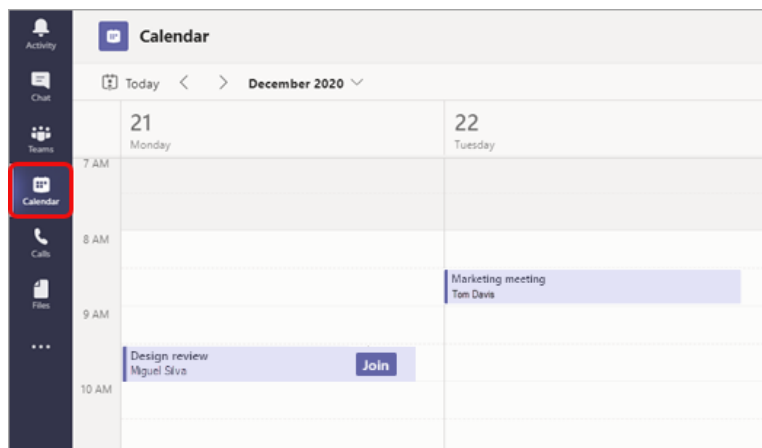 Activity
Chat
Teams
Calendar
Calls
Files
Calendar
Today
December 2020
21
Monday
22
Tuesday
7 AM
8 AM
Marketing meeting
Tom Davis
9 AM
Design review
Miguel Silva
Join
10 AM